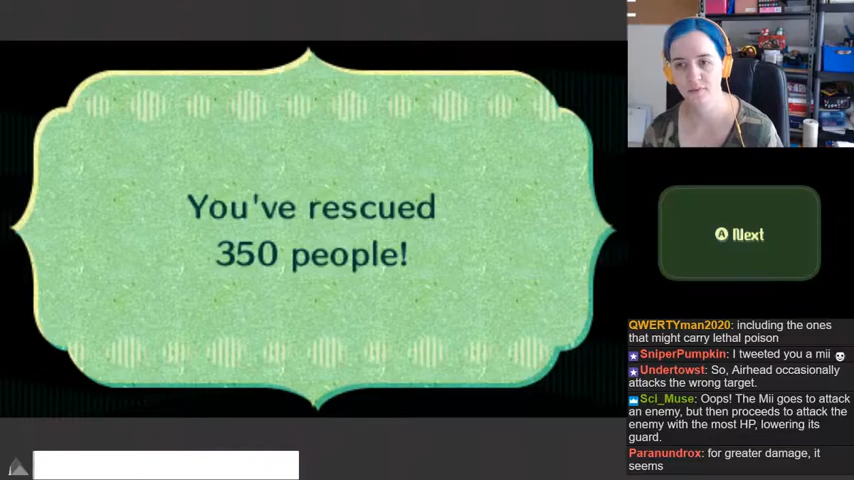 You've rescued
350 people!
A Next
QWERTYman2020: including the ones
that might carry lethal poison
SniperPumpkin: I tweeted you a mii
Undertowst: So, Airhead occasionally
attacks the wrong target.
Sci_Muse: Oops! The Mii goes to attack
an enemy, but then proceeds to attack the
enemy with the most HP, lowering its
guard.
Paranundrox: for greater damage, it
seems